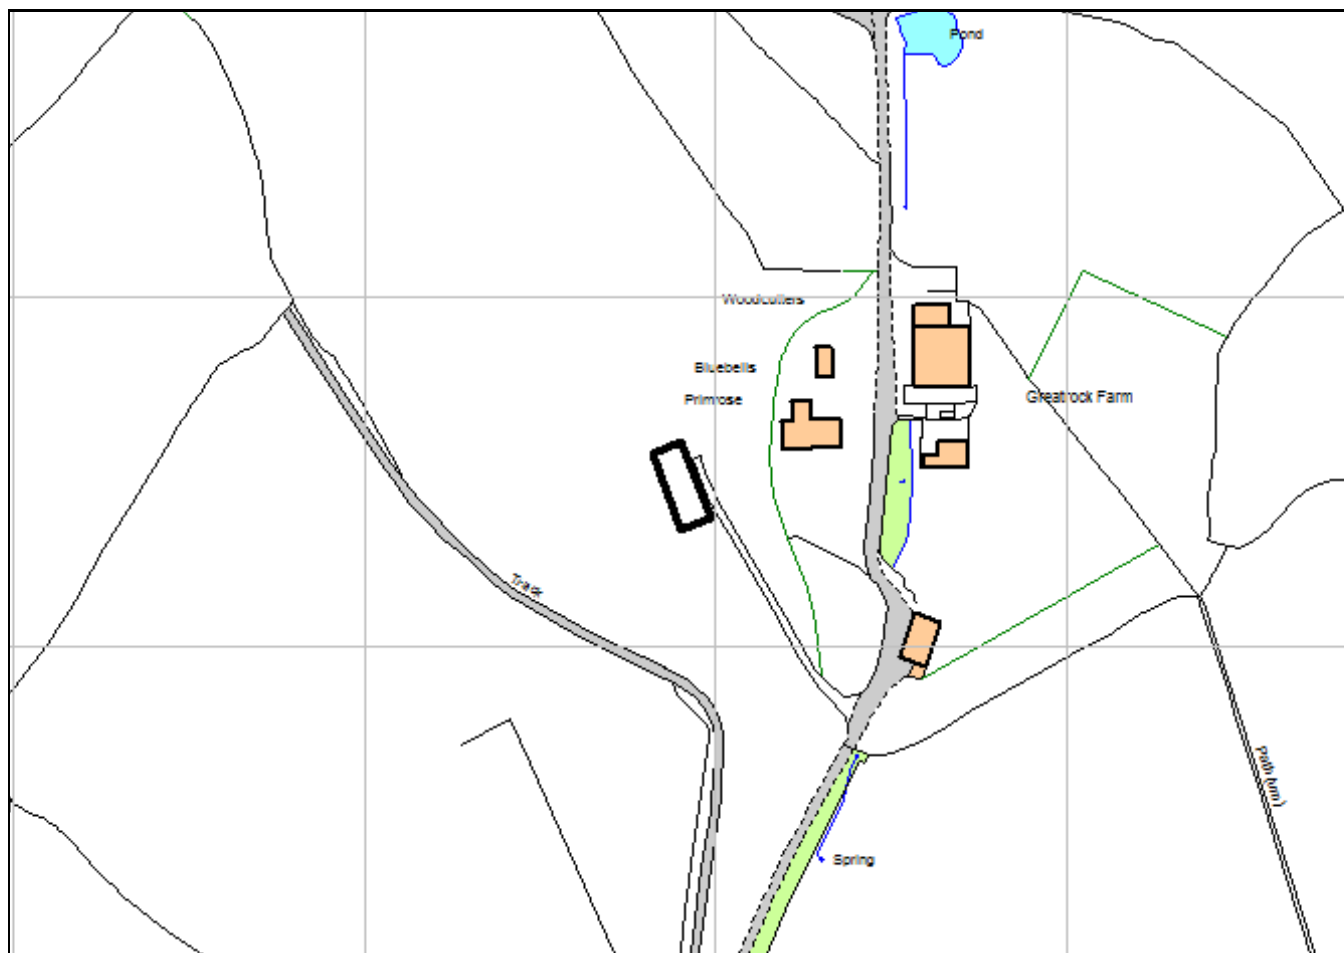 Pond
Woodcutters
Bluebells
Primrose
Greatrock Farm
Track
Path (um)
Spring